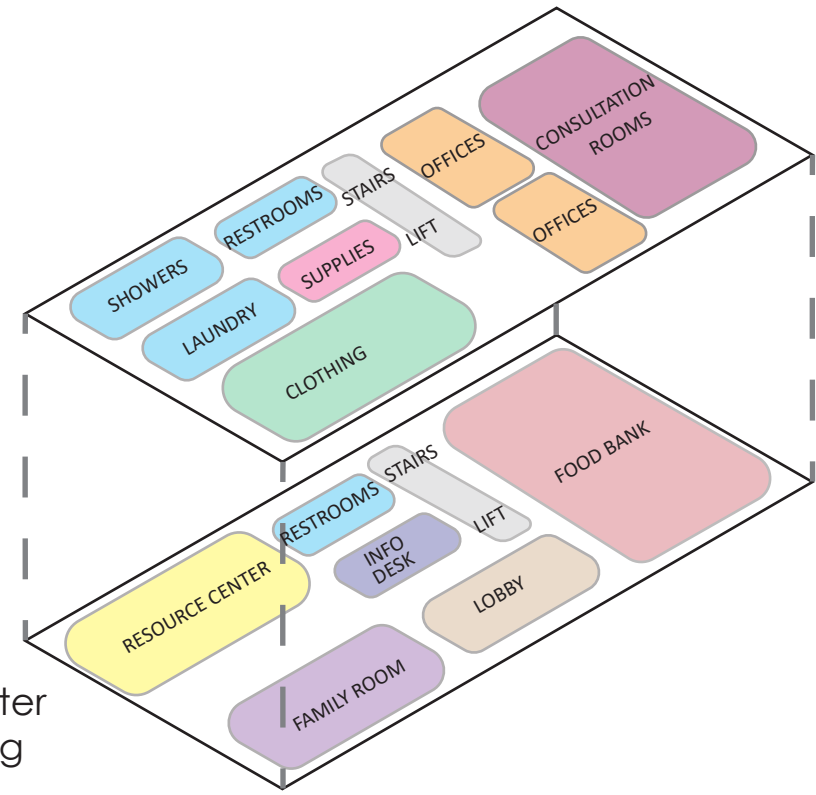 CONSULTATION
ROOMS
OFFICES
OFFICES
STAIRS
LIFT
RESTROOMS
SUPPLIES
SHOWERS
LAUNDRY
CLOTHING
FOOD BANK
STAIRS
LIFT
RESTROOMS
INFO
DESK
LOBBY
RESOURCE CENTER
FAMILY ROOM
ter
g